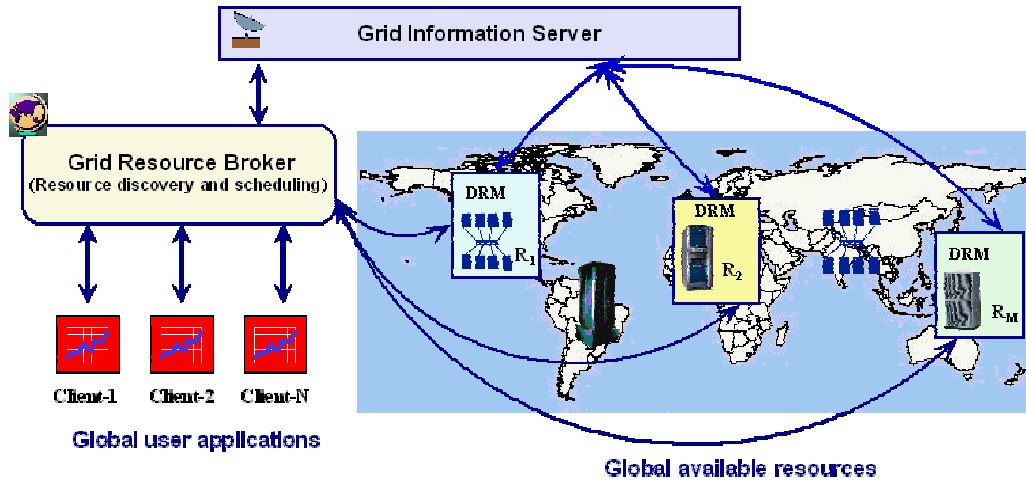 Grid Information Server
Grid Resource Broker
(Resource discovery and scheduling)
DRM
R1
DRM
R2
DRM
RM
Client-1
Client-2
Client-N
Global user applications
Global available resources